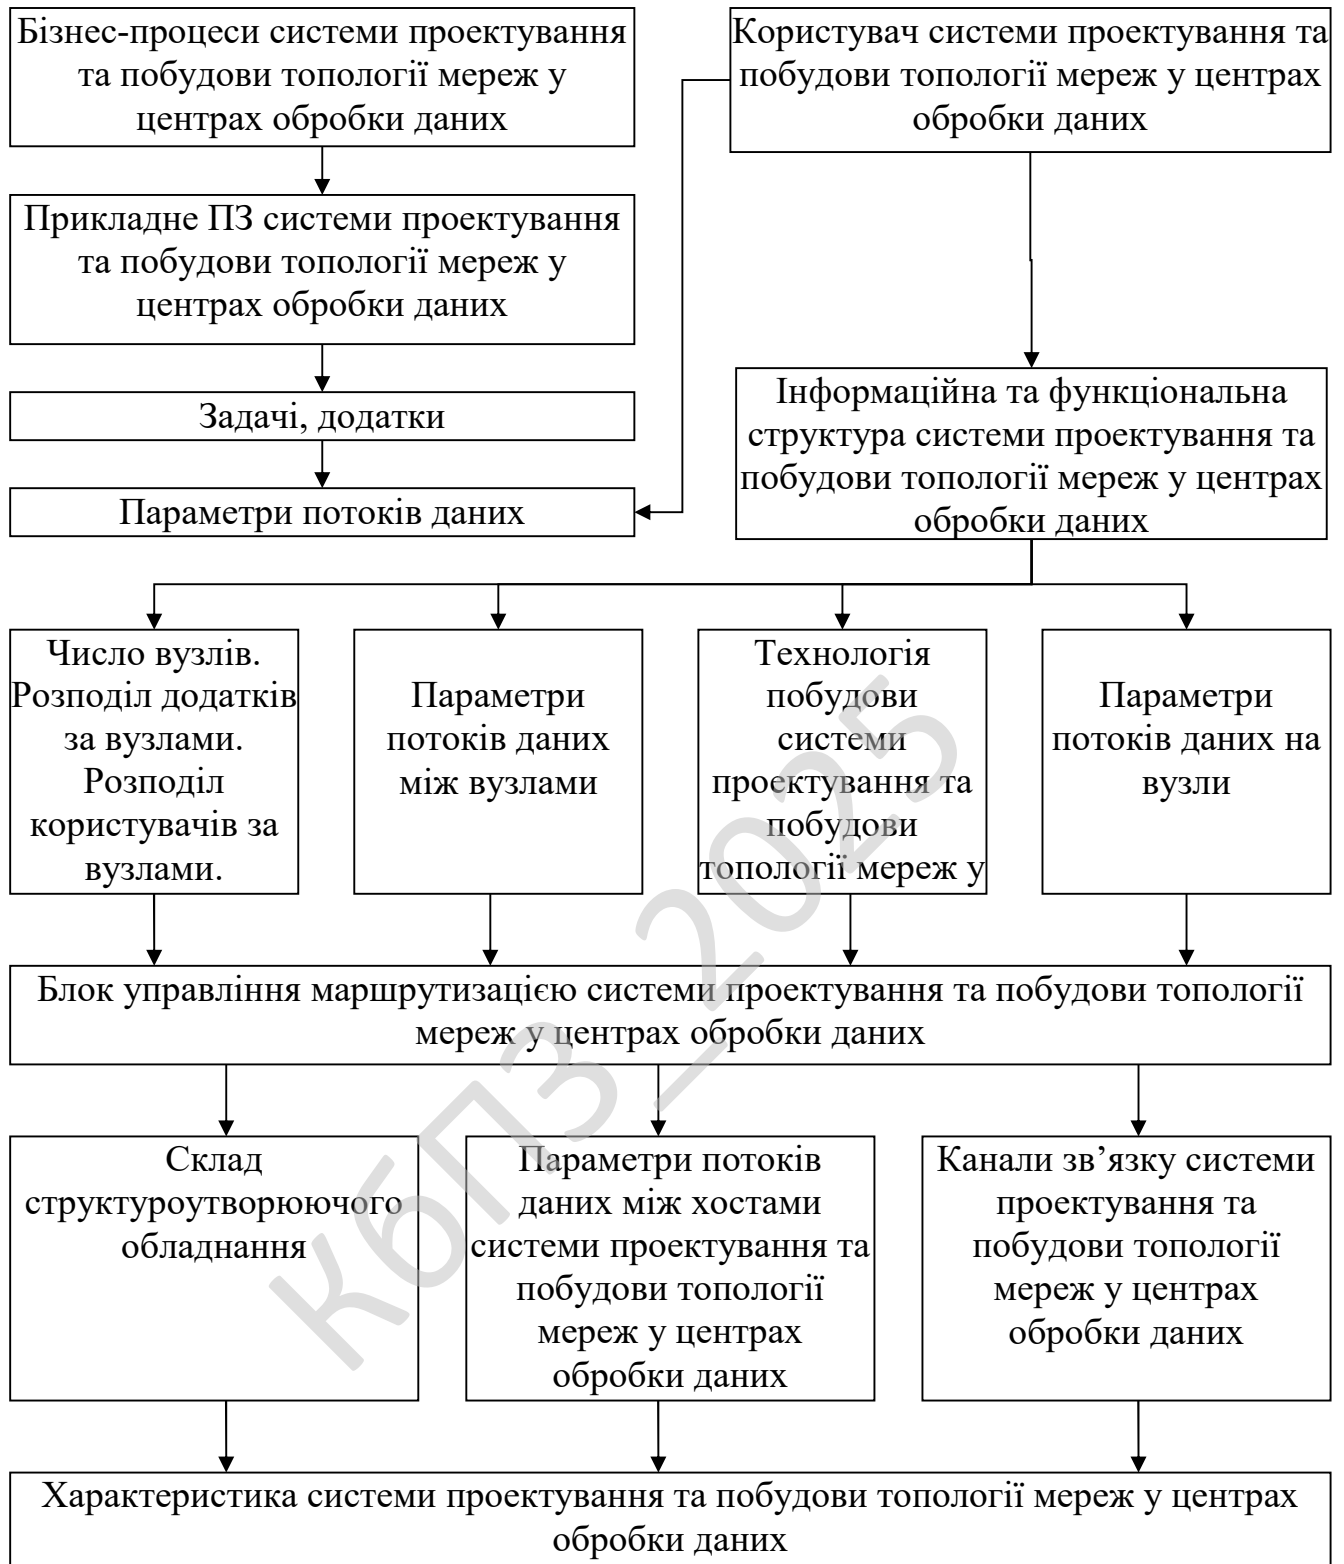 Бізнес-процеси системи проектування
та побудови топології мереж у
центрах обробки даних
Користувач системи проектування та
побудови топології мереж у центрах
обробки даних
Прикладне ПЗ системи проектування
та побудови топології мереж у
центрах обробки даних
Задачі, додатки
Параметри потоків даних
Інформаційна та функціональна
структура системи проектування та
побудови топології мереж у центрах
обробки даних
Число вузлів.
Розподіл додатків
за вузлами.
Розподіл
користувачів за
вузлами.
Параметри
потоків даних
між вузлами
Технологія
побудови
системи
проектування та
побудови
топології мереж у
Параметри
потоків даних на
вузли
Блок управління маршрутизацією системи проектування та побудови топології
мереж у центрах обробки даних
Склад
структуроутворюючого
обладнання
Параметри потоків
даних між хостами
системи проектування та
побудови топології
мереж у центрах
обробки даних
Канали зв’язку системи
проектування та
побудови топології
мереж у центрах
обробки даних
Характеристика системи проектування та побудови топології мереж у центрах
обробки даних
КбПЗ_2025